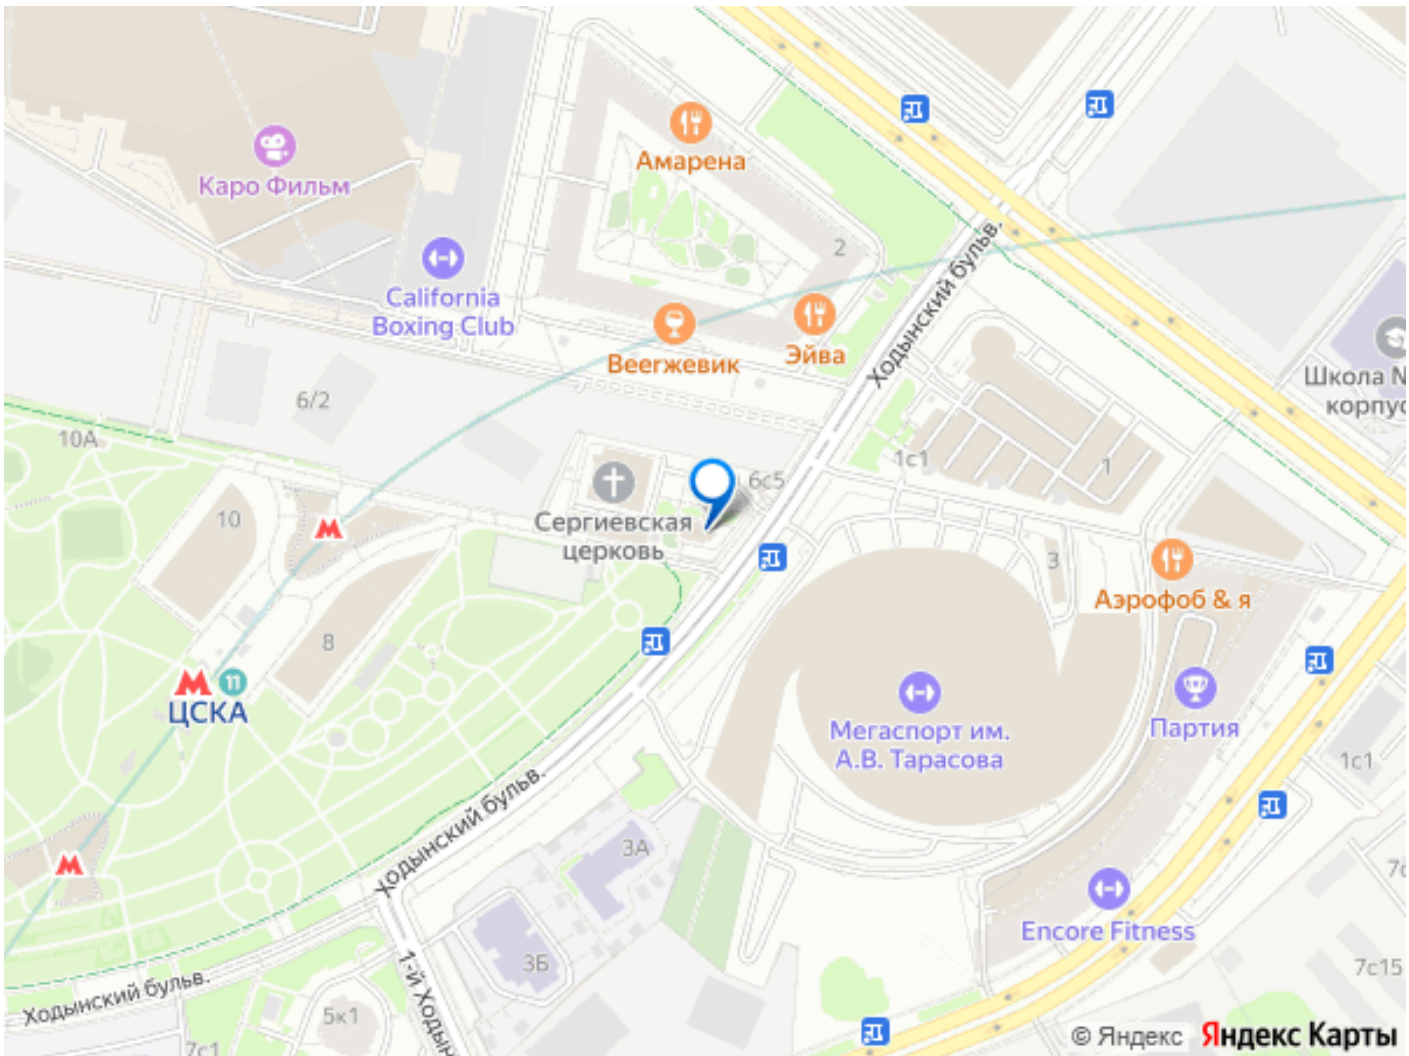 Амарена
Каро Фильм
2
Ходынский бульв.
California
Boxing Club
Эйва
Веегжевик
Школа №
корпус
6/2
10А
1с1
1
6с5
Сергиевская
церковь
10
3
Аэрофоб & я
8
11
ЦСКА
Мегаспорт им.
А.В. Тарасова
Партия
1с1
Ходынский бульв.
3А
Encore Fitness
3Б
7с15
Ходынский бульв.
1-й Ходын
5к1
7с1
© Яндекс Яндекс Карты